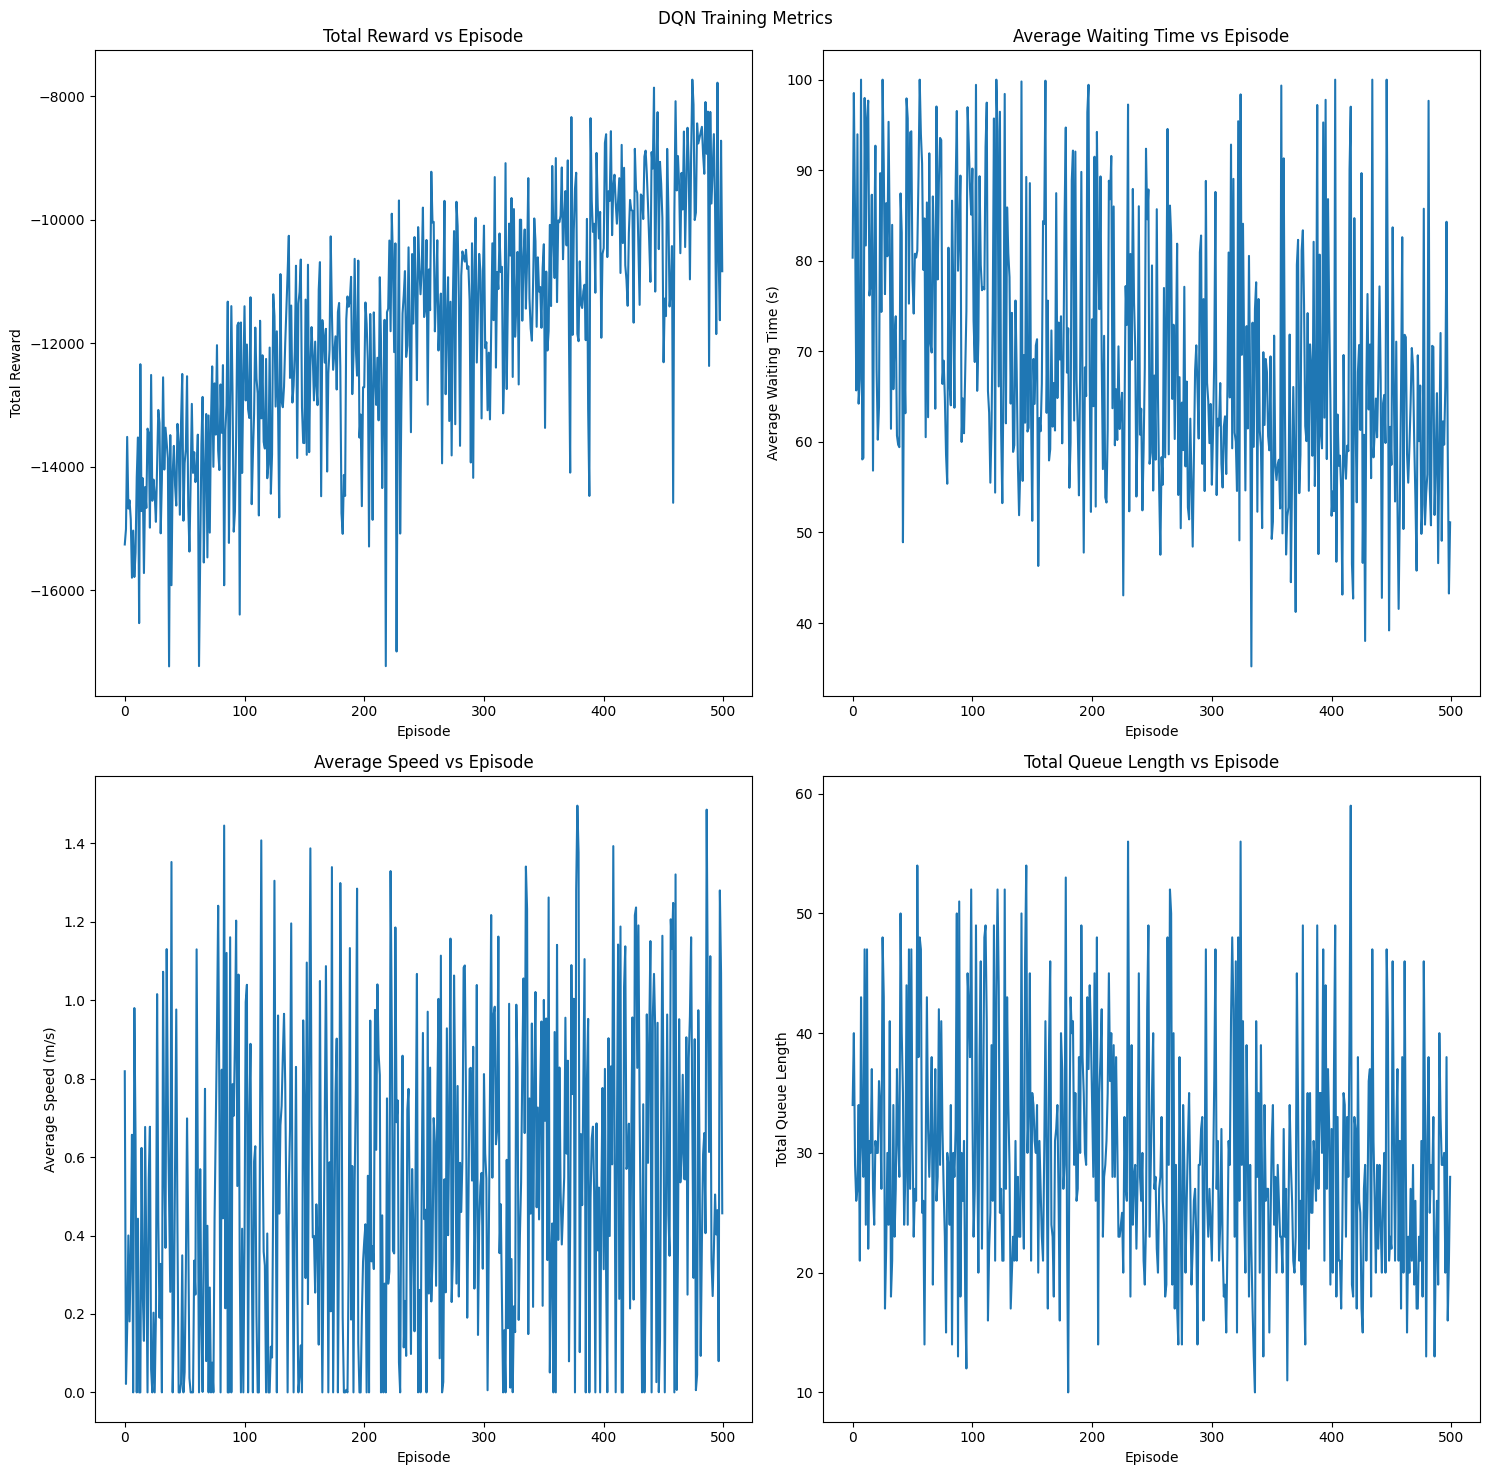 DQN Training Metrics
Total Reward vs Episode
Total Reward
−8000
−10000
−12000
−14000
−16000
0 100 200 300 400 500
Episode
Average Waiting Time vs Episode
Average Waiting Time (s)
100
90
80
70
60
50
40
0 100 200 300 400 500
Episode
Average Speed vs Episode
Average Speed (m/s)
1.4
1.2
1.0
0.8
0.6
0.4
0.2
0.0
0 100 200 300 400 500
Episode
Total Queue Length vs Episode
Total Queue Length
60
50
40
30
20
10
0 100 200 300 400 500
Episode